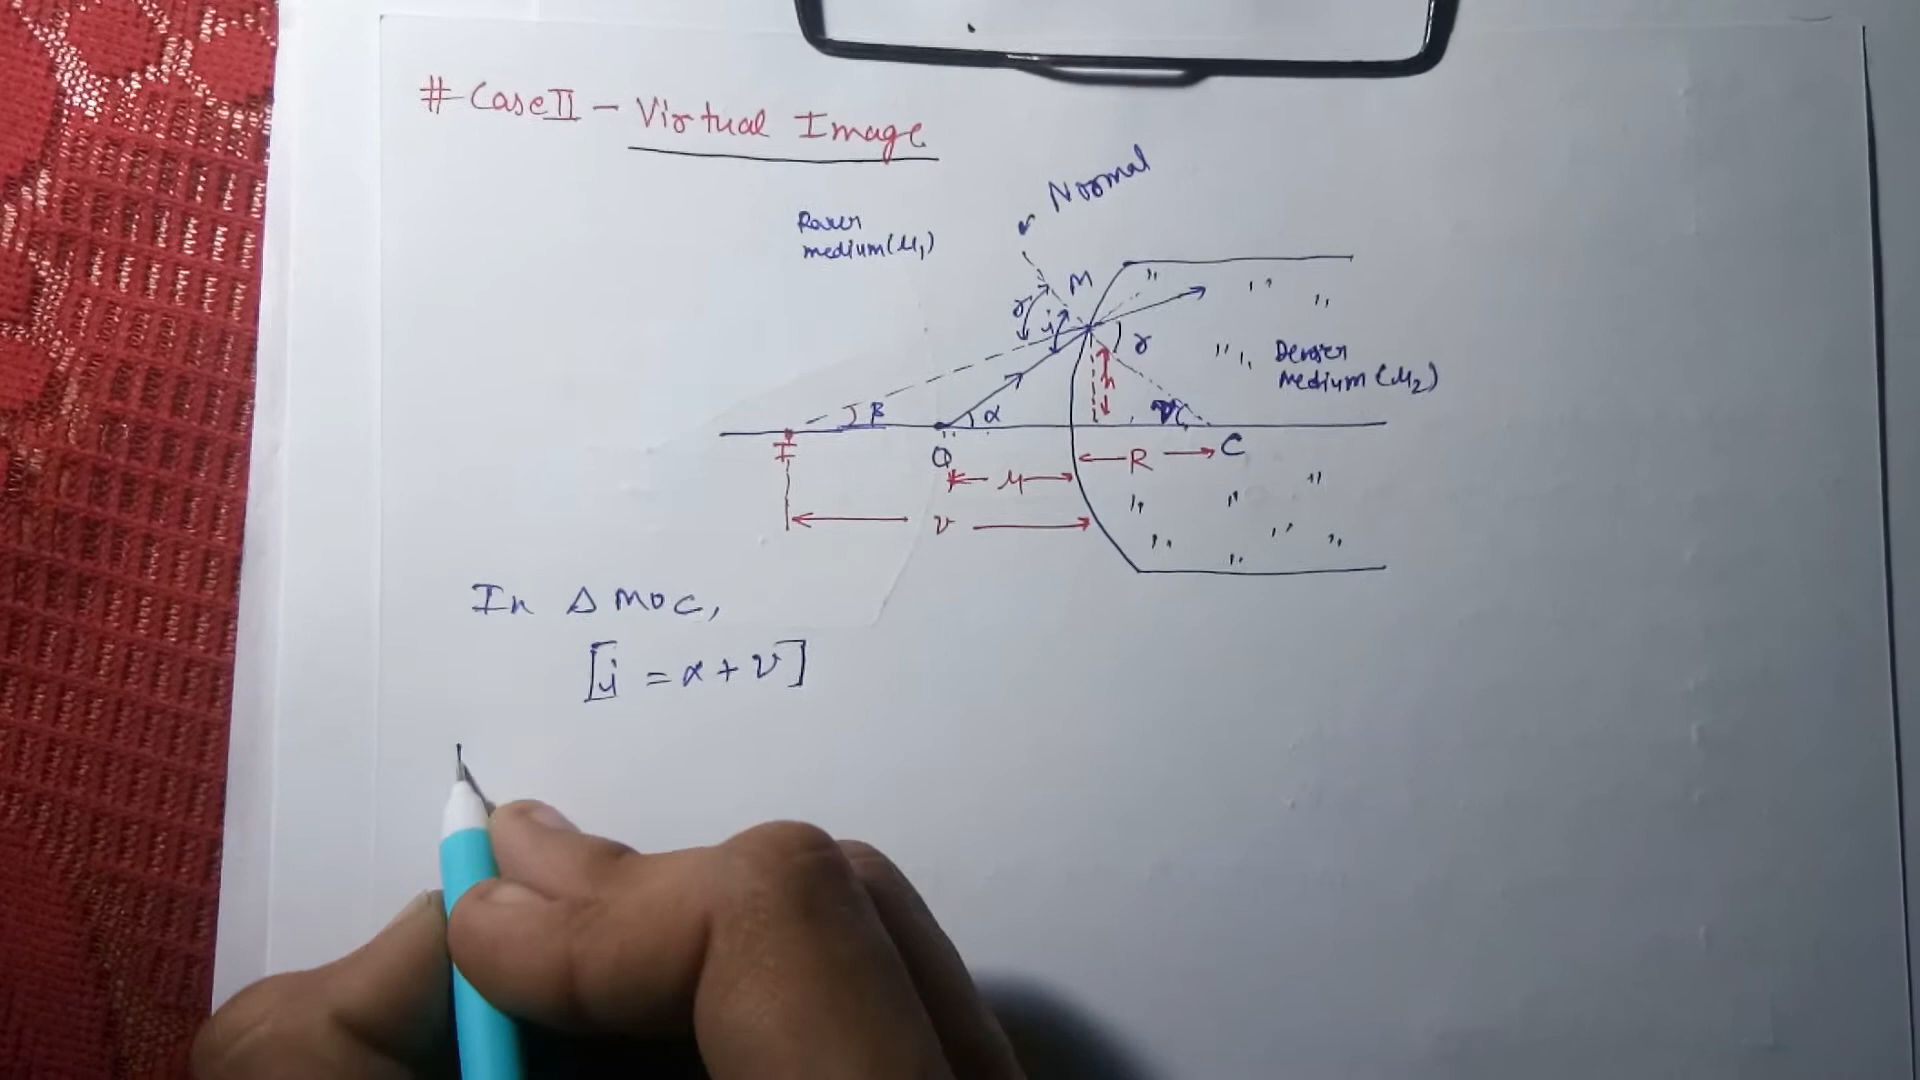 # Case II – Virtual Image
Normal
Rarer
medium (μ₁)
M
r
i
r
h
Denser
medium (μ₂)
β
α
I
O
C
R
u
v
In Δ MOC,
[i = α + γ]